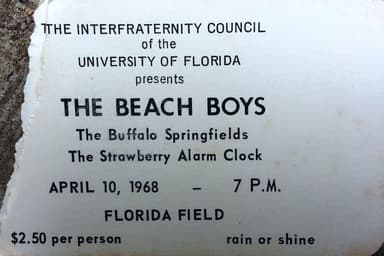 THE INTERFRATERNITY COUNCIL
of the
UNIVERSITY OF FLORIDA
presents
THE BEACH BOYS
The Buffalo Springfields
The Strawberry Alarm Clock
APRIL 10, 1968 – 7 P.M.
FLORIDA FIELD
$2.50 per person rain or shine